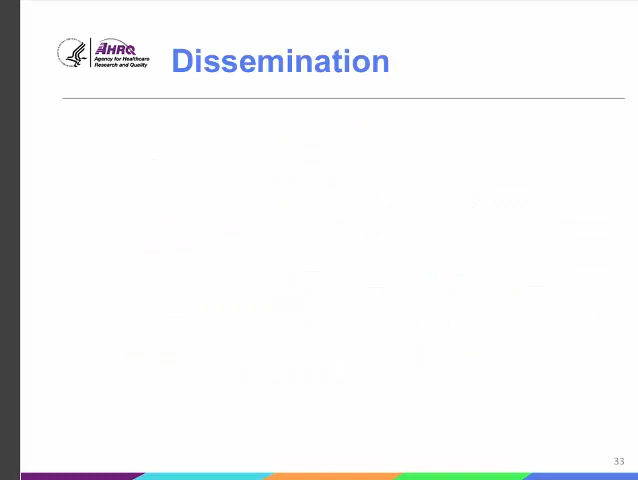 AHRQ
Agency for Healthcare
Research and Quality
Dissemination
33